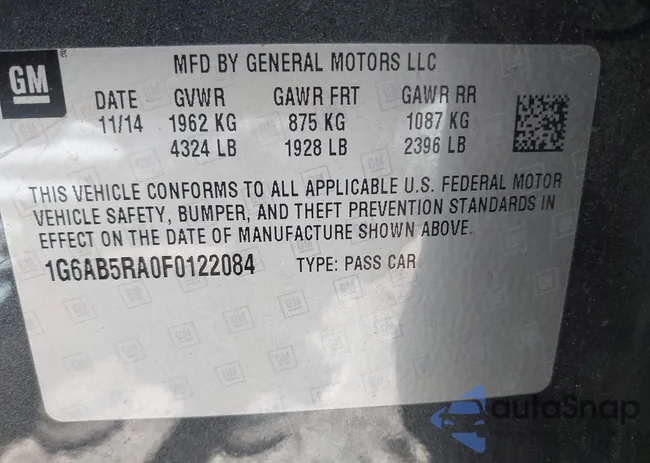 GM
MFD BY GENERAL MOTORS LLC
DATE GVWR GAWR FRT GAWR RR
11/14 1962 KG 875 KG 1087 KG
4324 LB 1928 LB 2396 LB
THIS VEHICLE CONFORMS TO ALL APPLICABLE U.S. FEDERAL MOTOR
VEHICLE SAFETY, BUMPER, AND THEFT PREVENTION STANDARDS IN
EFFECT ON THE DATE OF MANUFACTURE SHOWN ABOVE.
1G6AB5RA0F0122084 TYPE: PASS CAR
autoSnap